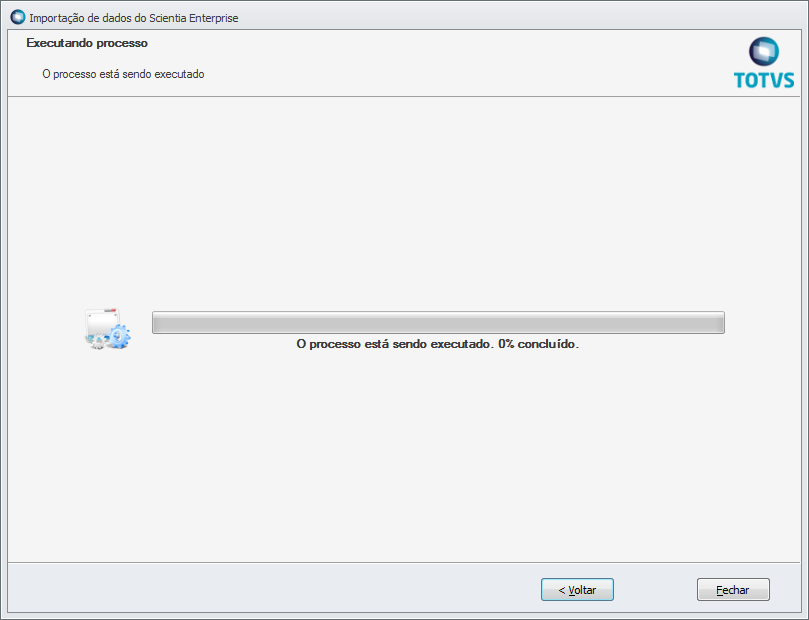 Importação de dados do Scientia Enterprise
Executando processo
O processo está sendo executado
TOTVS
O processo está sendo executado. 0% concluído.
< Voltar
Fechar